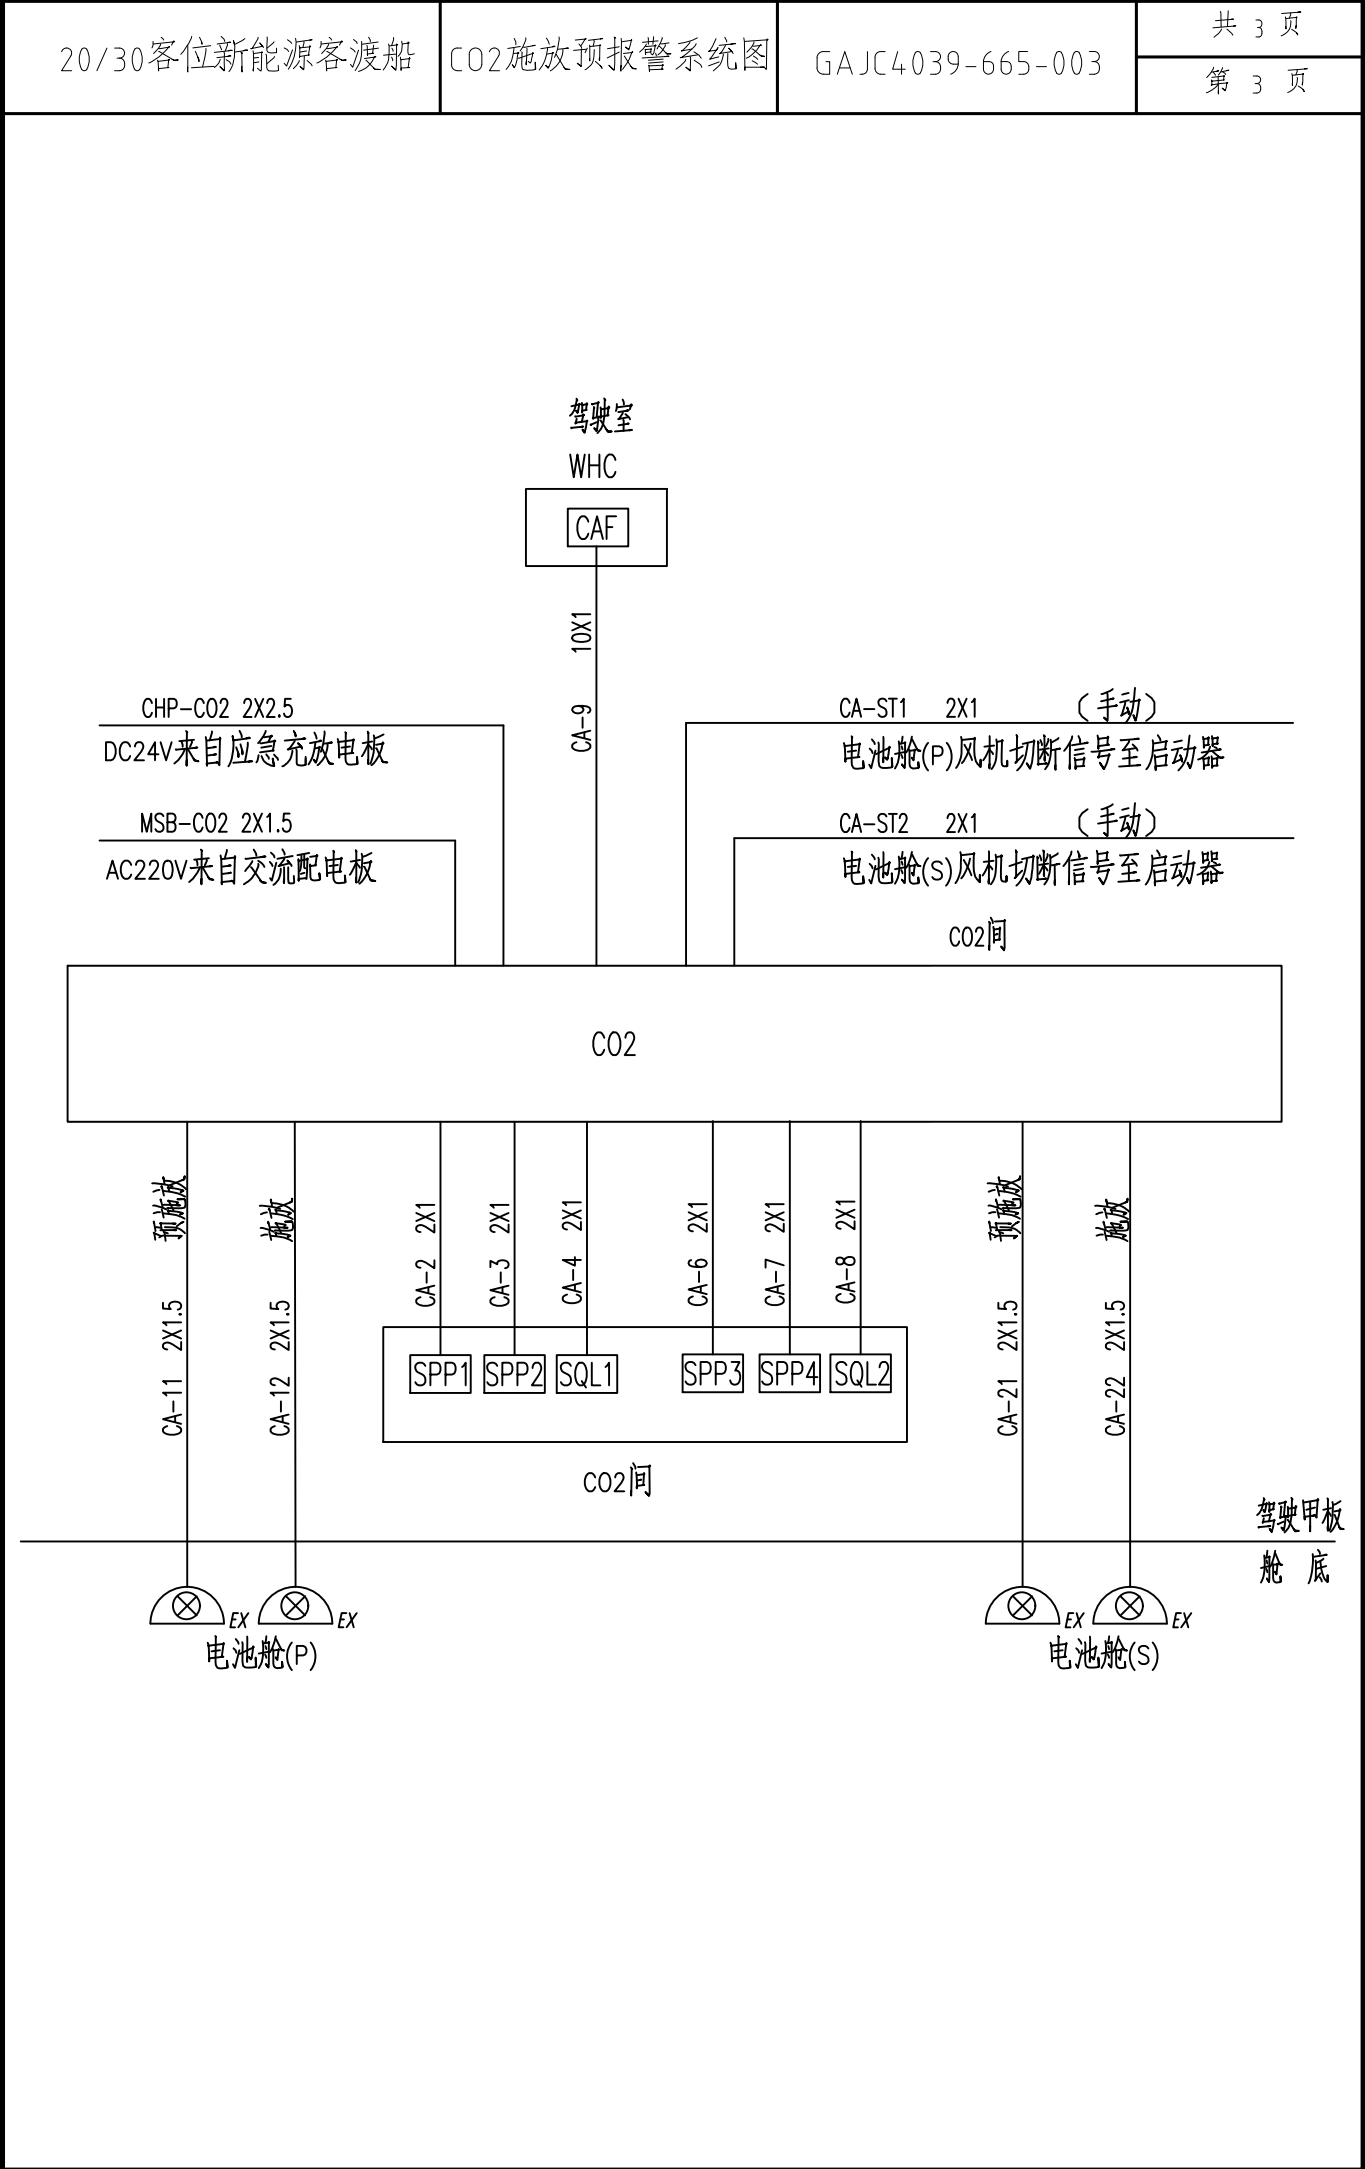 20/30客位新能源客渡船
CO2施放预报警系统图
GAJC4039-665-003
共 3 页
第 3 页
驾驶室
WHC
CAF
CA-9 10X1
CHP-CO2 2X2.5
DC24V来自应急充放电板
MSB-CO2 2X1.5
AC220V来自交流配电板
CA-ST1 2X1 (手动)
电池舱(P)风机切断信号至启动器
CA-ST2 2X1 (手动)
电池舱(S)风机切断信号至启动器
CO2间
CO2
CA-11 2X1.5 预施放
CA-12 2X1.5 施放
CA-2 2X1
CA-3 2X1
CA-4 2X1
CA-6 2X1
CA-7 2X1
CA-8 2X1
CA-21 2X1.5 预施放
CA-22 2X1.5 施放
SPP1
SPP2
SQL1
SPP3
SPP4
SQL2
CO2间
驾驶甲板
舱 底
EX
EX
EX
EX
电池舱(P)
电池舱(S)